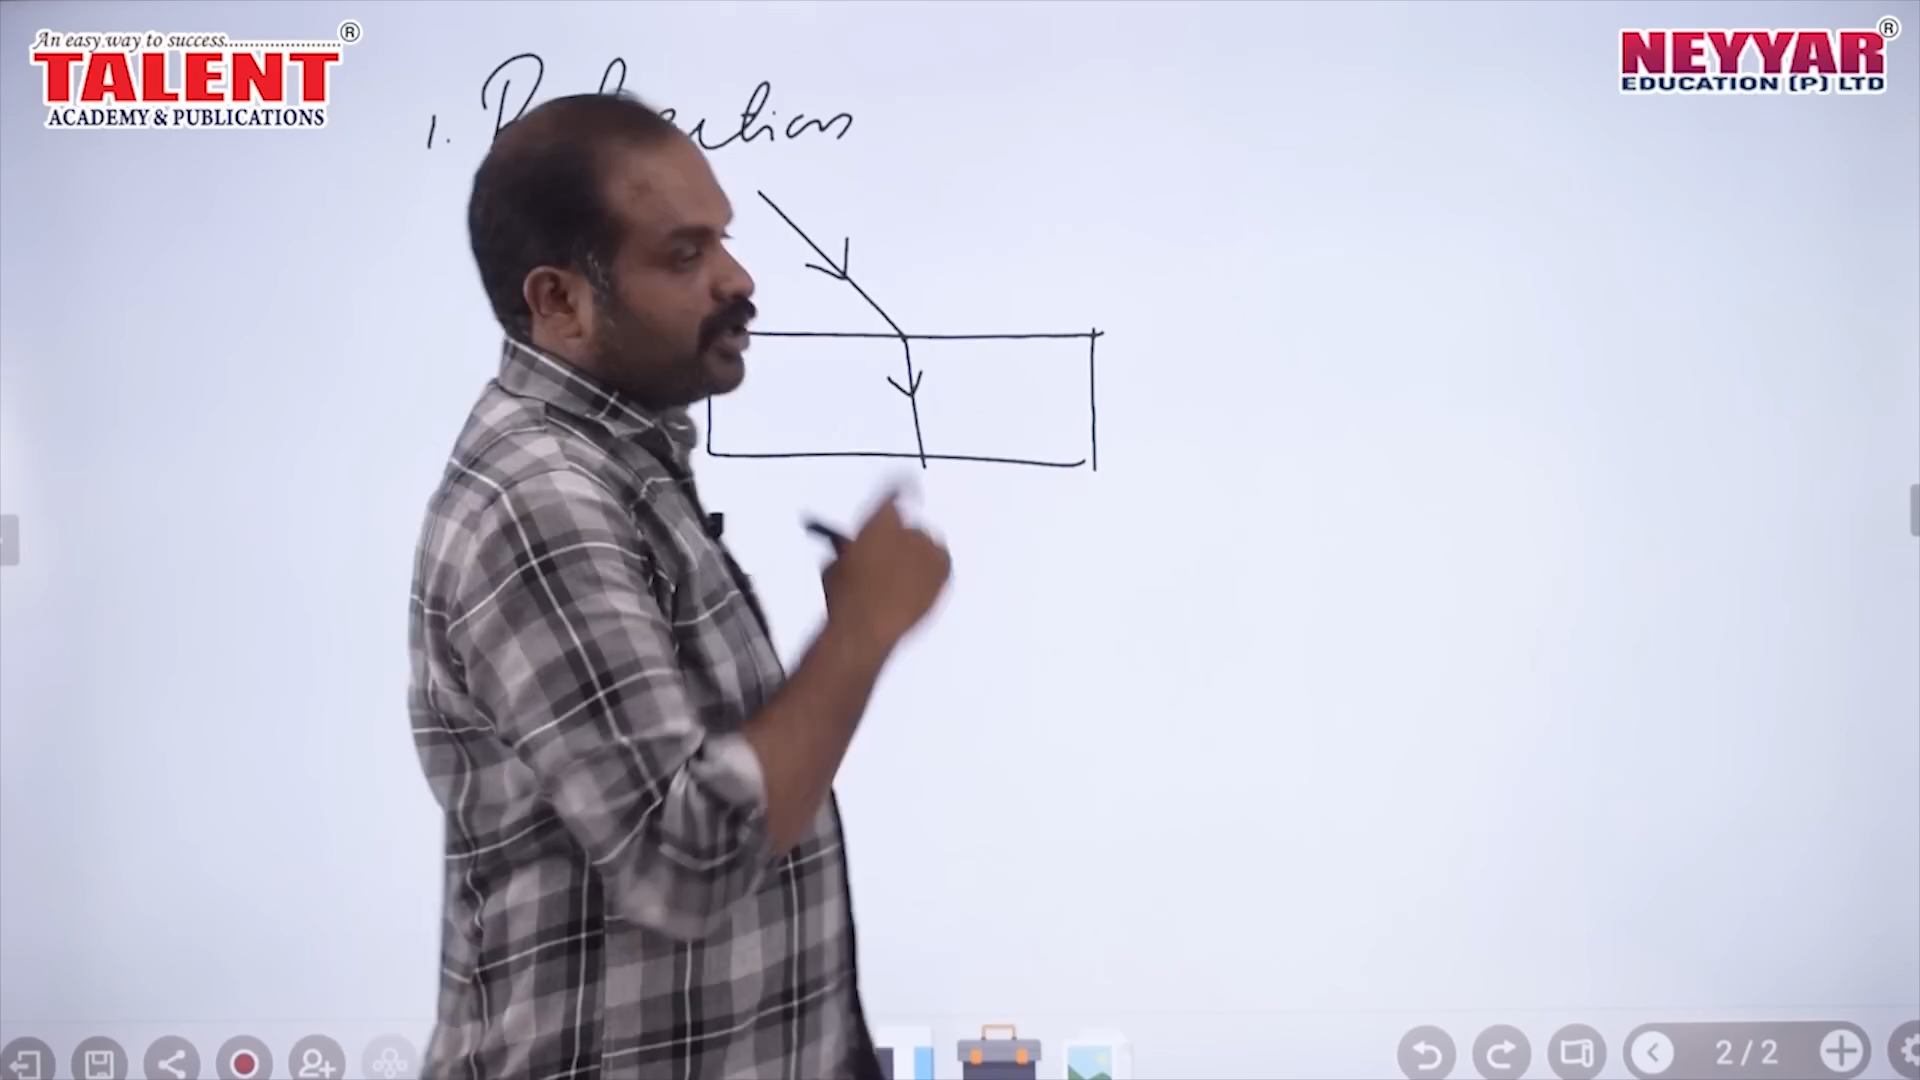 An easy way to success........................®
TALENT
ACADEMY & PUBLICATIONS
NEYYAR®
EDUCATION (P) LTD
1.
2/2